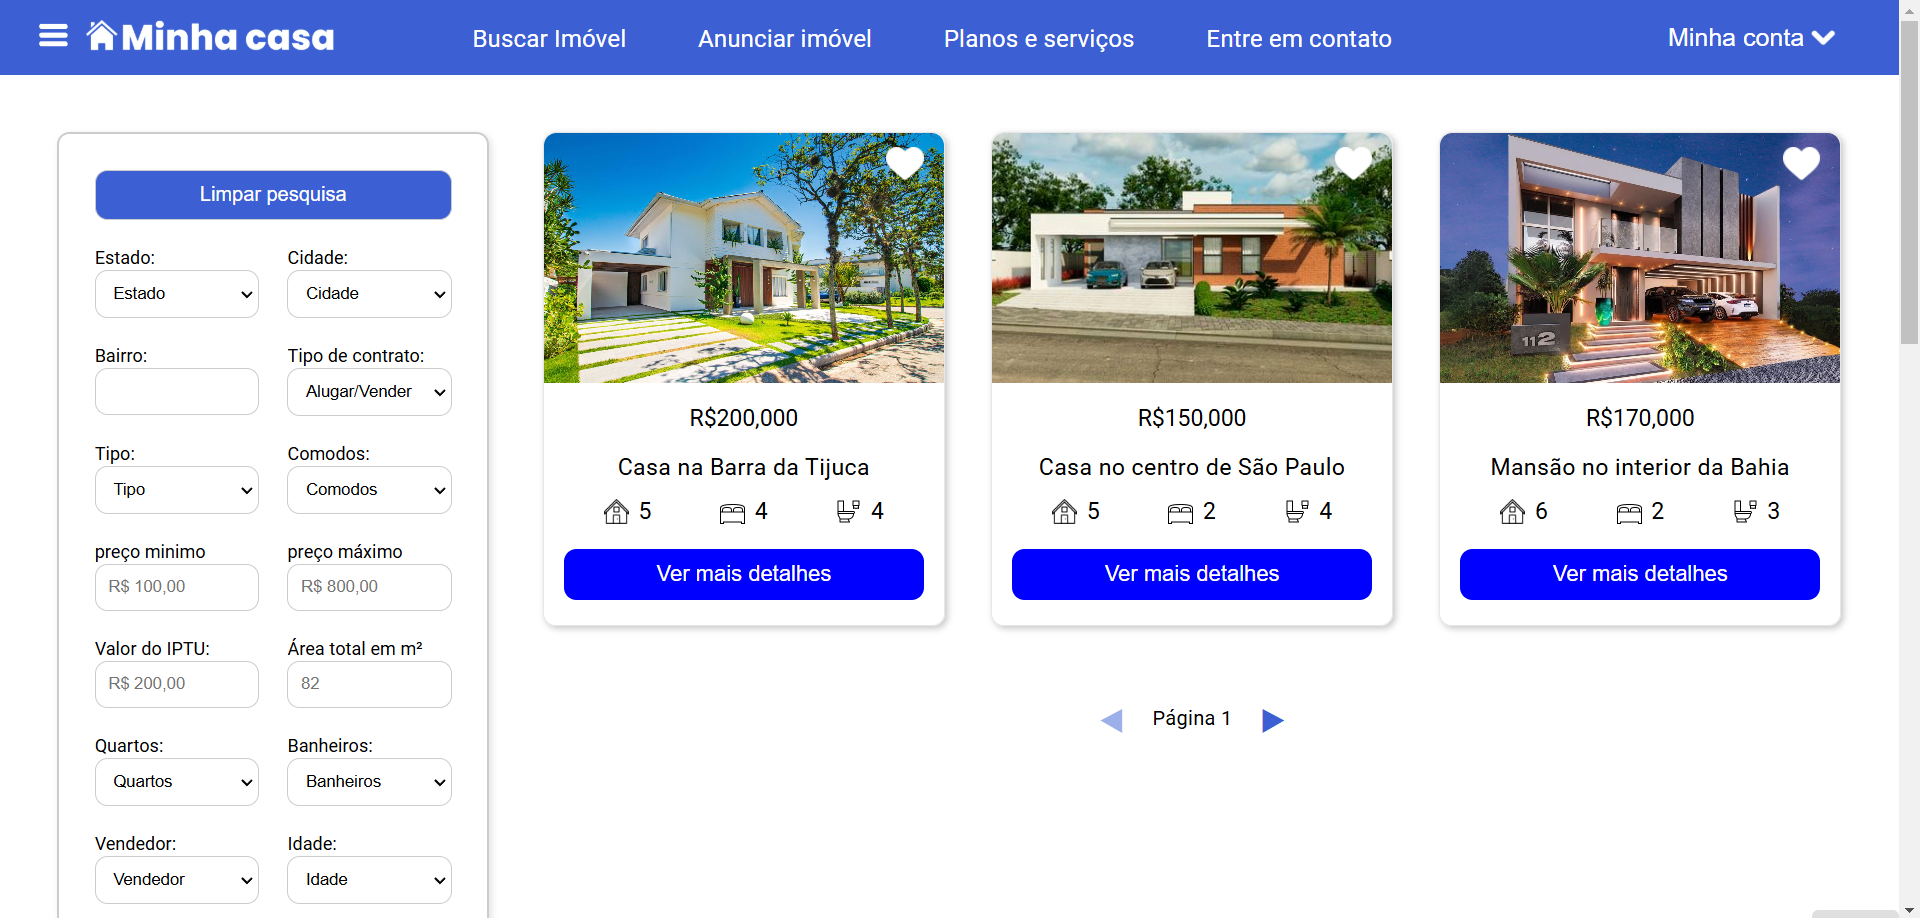 Minha casa
Buscar Imóvel
Anunciar imóvel
Planos e serviços
Entre em contato
Minha conta
Limpar pesquisa
Estado:
Cidade:
Estado
Cidade
Bairro:
Tipo de contrato:
Alugar/Vender
Tipo:
Comodos:
Tipo
Comodos
preço minimo
preço máximo
R$ 100,00
R$ 800,00
Valor do IPTU:
Área total em m²
R$ 200,00
82
Quartos:
Banheiros:
Quartos
Banheiros
Vendedor:
Idade:
Vendedor
Idade
R$200,000
Casa na Barra da Tijuca
5 4 4
Ver mais detalhes
R$150,000
Casa no centro de São Paulo
5 2 4
Ver mais detalhes
112
R$170,000
Mansão no interior da Bahia
6 2 3
Ver mais detalhes
Página 1